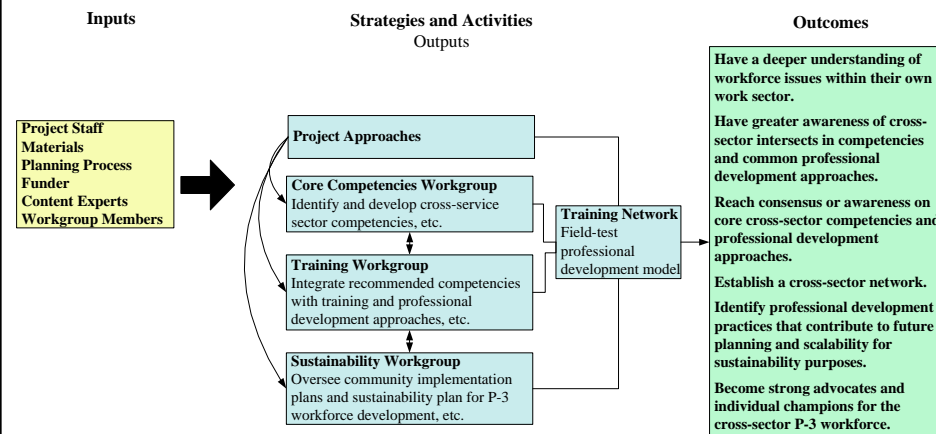 Inputs
Strategies and Activities
Outputs
Outcomes
Project Staff
Materials
Planning Process
Funder
Content Experts
Workgroup Members
Project Approaches
Core Competencies Workgroup
Identify and develop cross-service
sector competencies, etc.
Training Workgroup
Integrate recommended competencies
with training and professional
development approaches, etc.
Sustainability Workgroup
Oversee community implementation
plans and sustainability plan for P-3
workforce development, etc.
Training Network
Field-test
professional
development model
Have a deeper understanding of
workforce issues within their own
work sector.
Have greater awareness of cross-
sector intersects in competencies
and common professional
development approaches.
Reach consensus or awareness on
core cross-sector competencies and
professional development
approaches.
Establish a cross-sector network.
Identify professional development
practices that contribute to future
planning and scalability for
sustainability purposes.
Become strong advocates and
individual champions for the
cross-sector P-3 workforce.